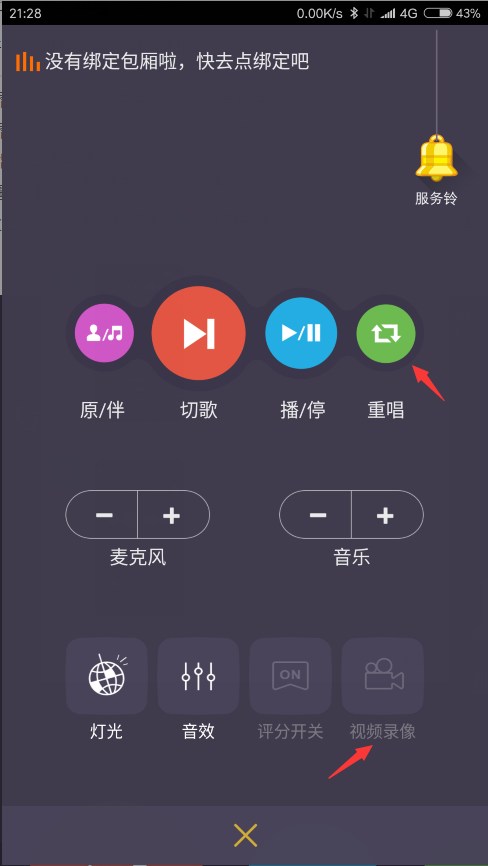 21:28
0.00K/s 4G 43%
没有绑定包厢啦，快去点绑定吧
服务铃
原/伴 切歌 播/停 重唱
麦克风 音乐
ON
灯光 音效 评分开关 视频录像